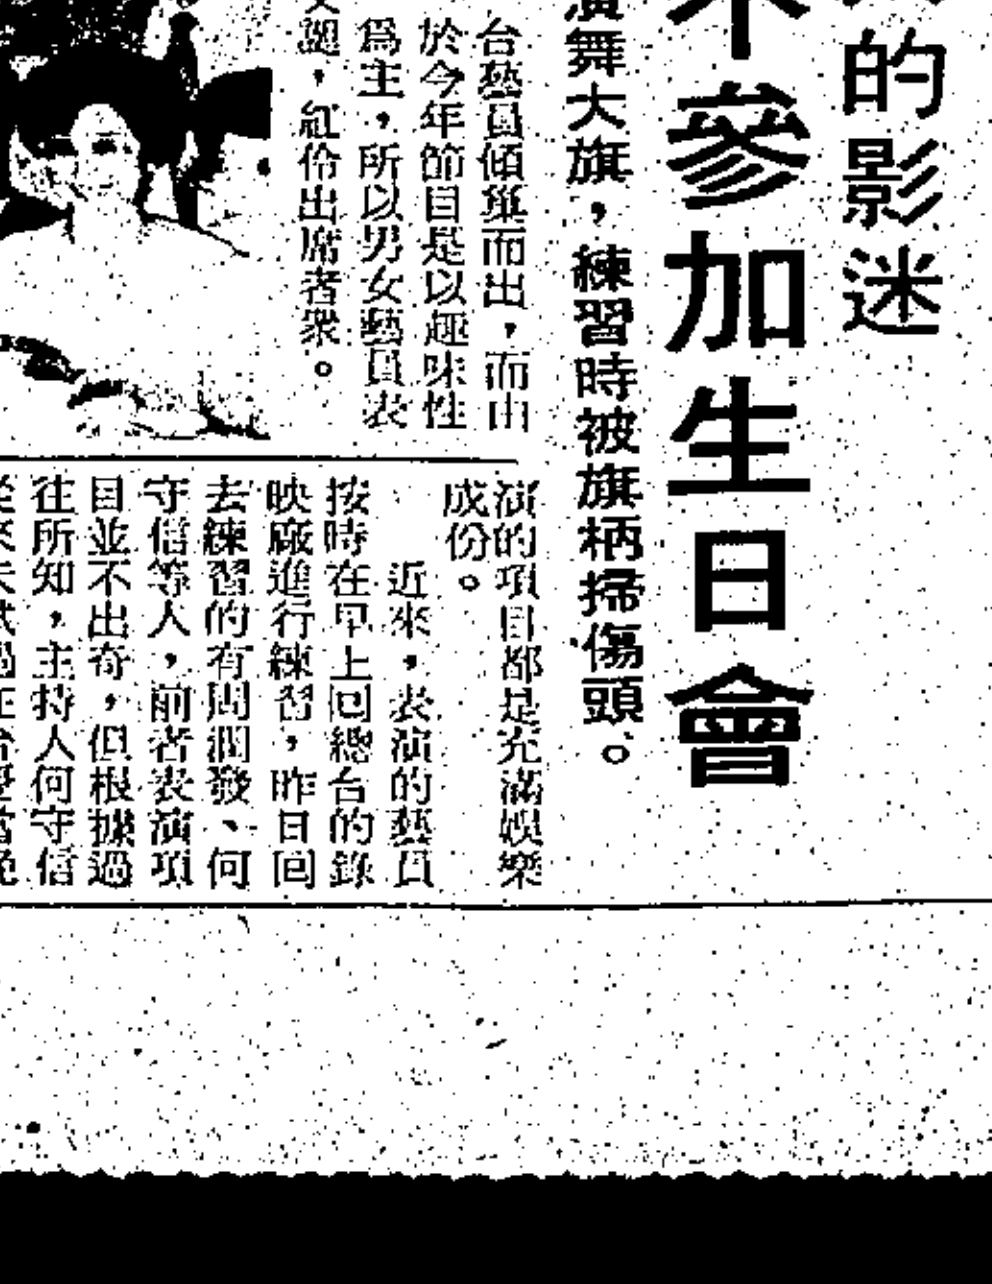 的影迷
參加生日會
演舞大旗，練習時被旗柄掃傷頭。
台藝員傾巢而出，而由
於今年節目是以趣味性
爲主，所以男女藝員表
，紅伶出席者衆。
演的項目都是充滿娛樂
成份。
近來，表演的藝員
按時在早上回總台的錄
映廠進行練習，昨日回
去練習的有周潤發、何
守信等人，前者表演項
目並不出奇，但根據過
往所知，主持人何守信